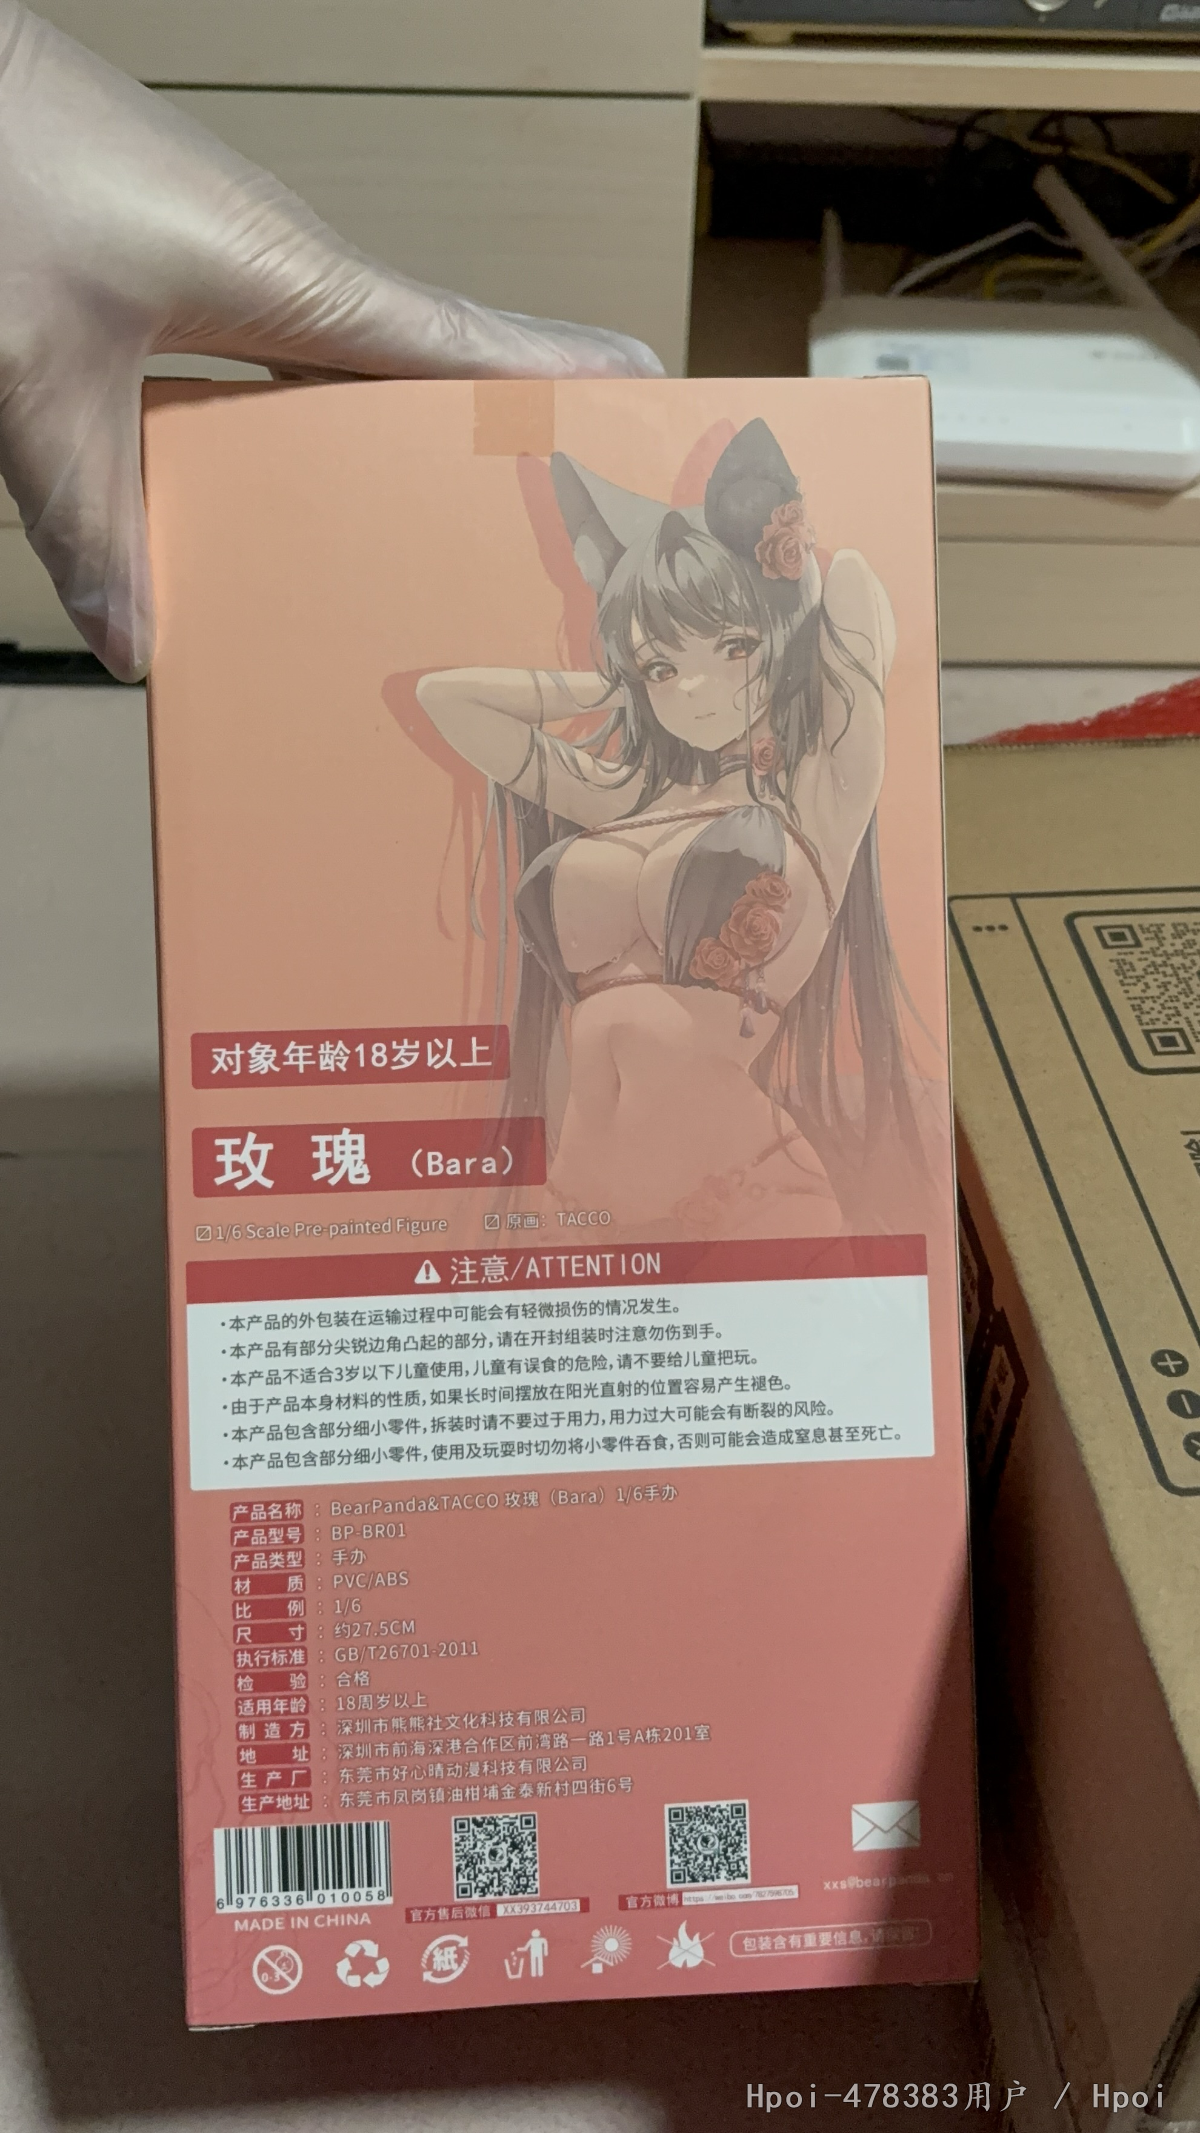 对象年龄18岁以上
玫瑰（Bara）
1/6 Scale Pre-painted Figure 原画：TACCO
注意/ATTENTION
·本产品的外包装在运输过程中可能会有轻微损伤的情况发生。
·本产品有部分尖锐边角凸起的部分,请在开封组装时注意勿伤到手。
·本产品不适合3岁以下儿童使用,儿童有误食的危险,请不要给儿童把玩。
·由于产品本身材料的性质,如果长时间摆放在阳光直射的位置容易产生褪色。
·本产品包含部分细小零件,拆装时请不要过于用力,用力过大可能会有断裂的风险。
·本产品包含部分细小零件,使用及玩耍时切勿将小零件吞食,否则可能会造成窒息甚至死亡。
产品名称：BearPanda&TACCO 玫瑰（Bara）1/6手办
产品型号：BP-BR01
产品类型：手办
材质：PVC/ABS
比例：1/6
尺寸：约27.5CM
执行标准：GB/T26701-2011
检验：合格
适用年龄：18周岁以上
制造方：深圳市熊熊社文化科技有限公司
地址：深圳市前海深港合作区前湾路一路1号A栋201室
生产厂：东莞市好心晴动漫科技有限公司
生产地址：东莞市凤岗镇油柑埔金泰新村四街6号
6 976336 010058
MADE IN CHINA
官方售后微信 XX393744703
官方微博
xxs@bearpanda
0-3
紙
包装含有重要信息,请保留!
Hpoi-478383用户 / Hpoi